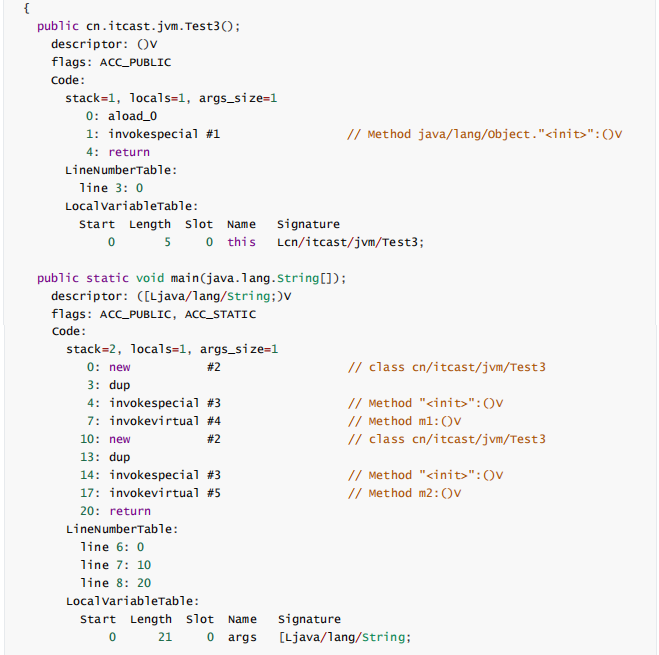 {
  public cn.itcast.jvm.Test3();
    descriptor: ()V
    flags: ACC_PUBLIC
    Code:
      stack=1, locals=1, args_size=1
         0: aload_0
         1: invokespecial #1                  // Method java/lang/Object."<init>":()V
         4: return
      LineNumberTable:
        line 3: 0
      LocalVariableTable:
        Start  Length  Slot  Name   Signature
            0       5     0  this   Lcn/itcast/jvm/Test3;

  public static void main(java.lang.String[]);
    descriptor: ([Ljava/lang/String;)V
    flags: ACC_PUBLIC, ACC_STATIC
    Code:
      stack=2, locals=1, args_size=1
         0: new           #2                  // class cn/itcast/jvm/Test3
         3: dup
         4: invokespecial #3                  // Method "<init>":()V
         7: invokevirtual #4                  // Method m1:()V
        10: new           #2                  // class cn/itcast/jvm/Test3
        13: dup
        14: invokespecial #3                  // Method "<init>":()V
        17: invokevirtual #5                  // Method m2:()V
        20: return
      LineNumberTable:
        line 6: 0
        line 7: 10
        line 8: 20
      LocalVariableTable:
        Start  Length  Slot  Name   Signature
            0      21     0  args   [Ljava/lang/String;